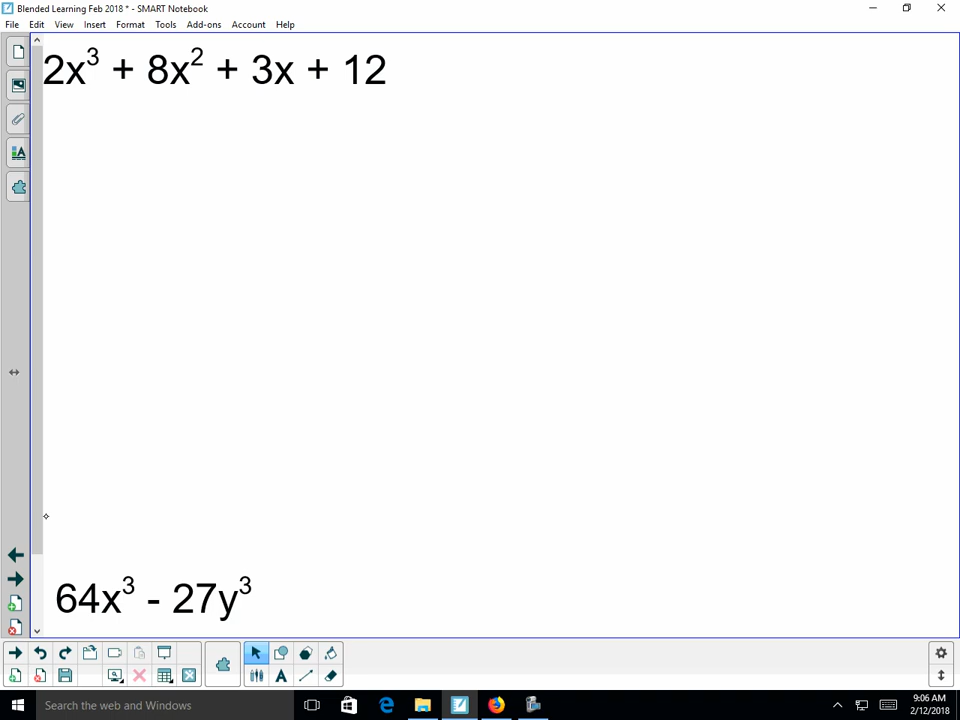 Blended Learning Feb 2018 * - SMART Notebook
File Edit View Insert Format Tools Add-ons Account Help
2x³ + 8x² + 3x + 12
64x³ - 27y³
Search the web and Windows
9:06 AM
2/12/2018